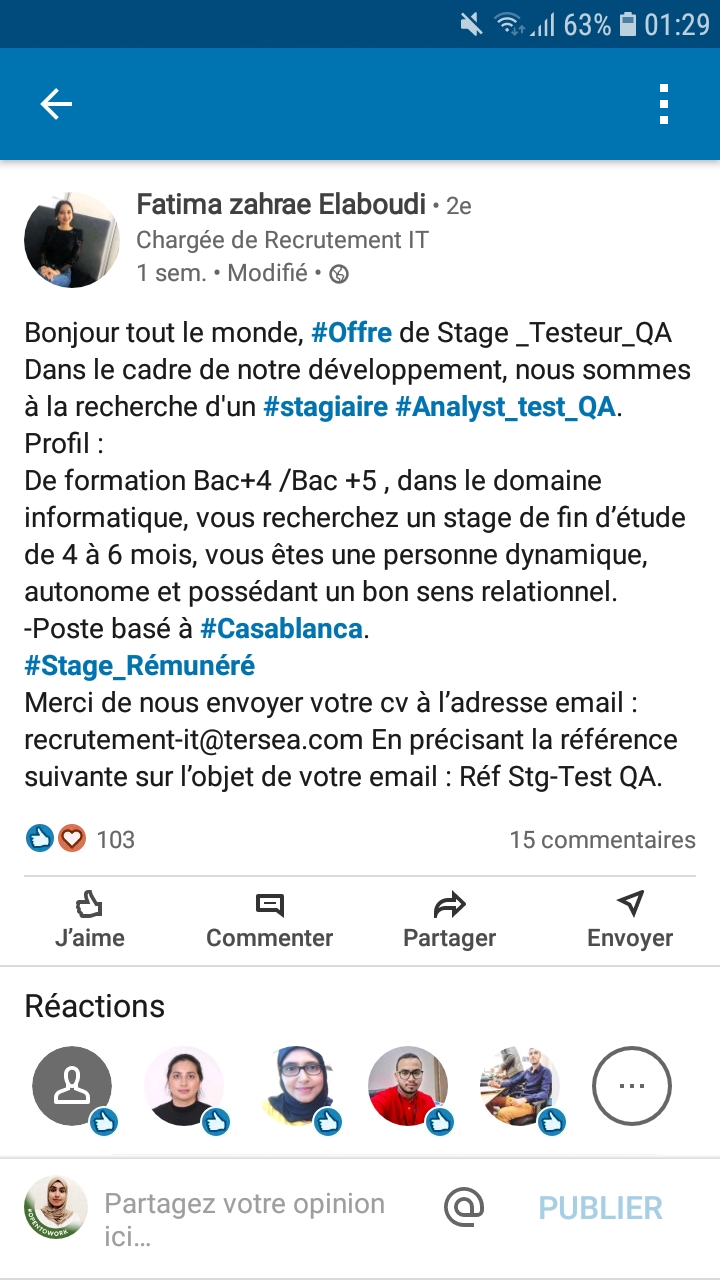 63% 01:29
Fatima zahrae Elaboudi • 2e
Chargée de Recrutement IT
1 sem. • Modifié •
Bonjour tout le monde, #Offre de Stage _Testeur_QA
Dans le cadre de notre développement, nous sommes
à la recherche d'un #stagiaire #Analyst_test_QA.
Profil :
De formation Bac+4 /Bac +5 , dans le domaine
informatique, vous recherchez un stage de fin d’étude
de 4 à 6 mois, vous êtes une personne dynamique,
autonome et possédant un bon sens relationnel.
-Poste basé à #Casablanca.
#Stage_Rémunéré
Merci de nous envoyer votre cv à l’adresse email :
recrutement-it@tersea.com En précisant la référence
suivante sur l’objet de votre email : Réf Stg-Test QA.
103 15 commentaires
J’aime Commenter Partager Envoyer
Réactions
#OPENTOWORK
Partagez votre opinion
ici...
@ PUBLIER